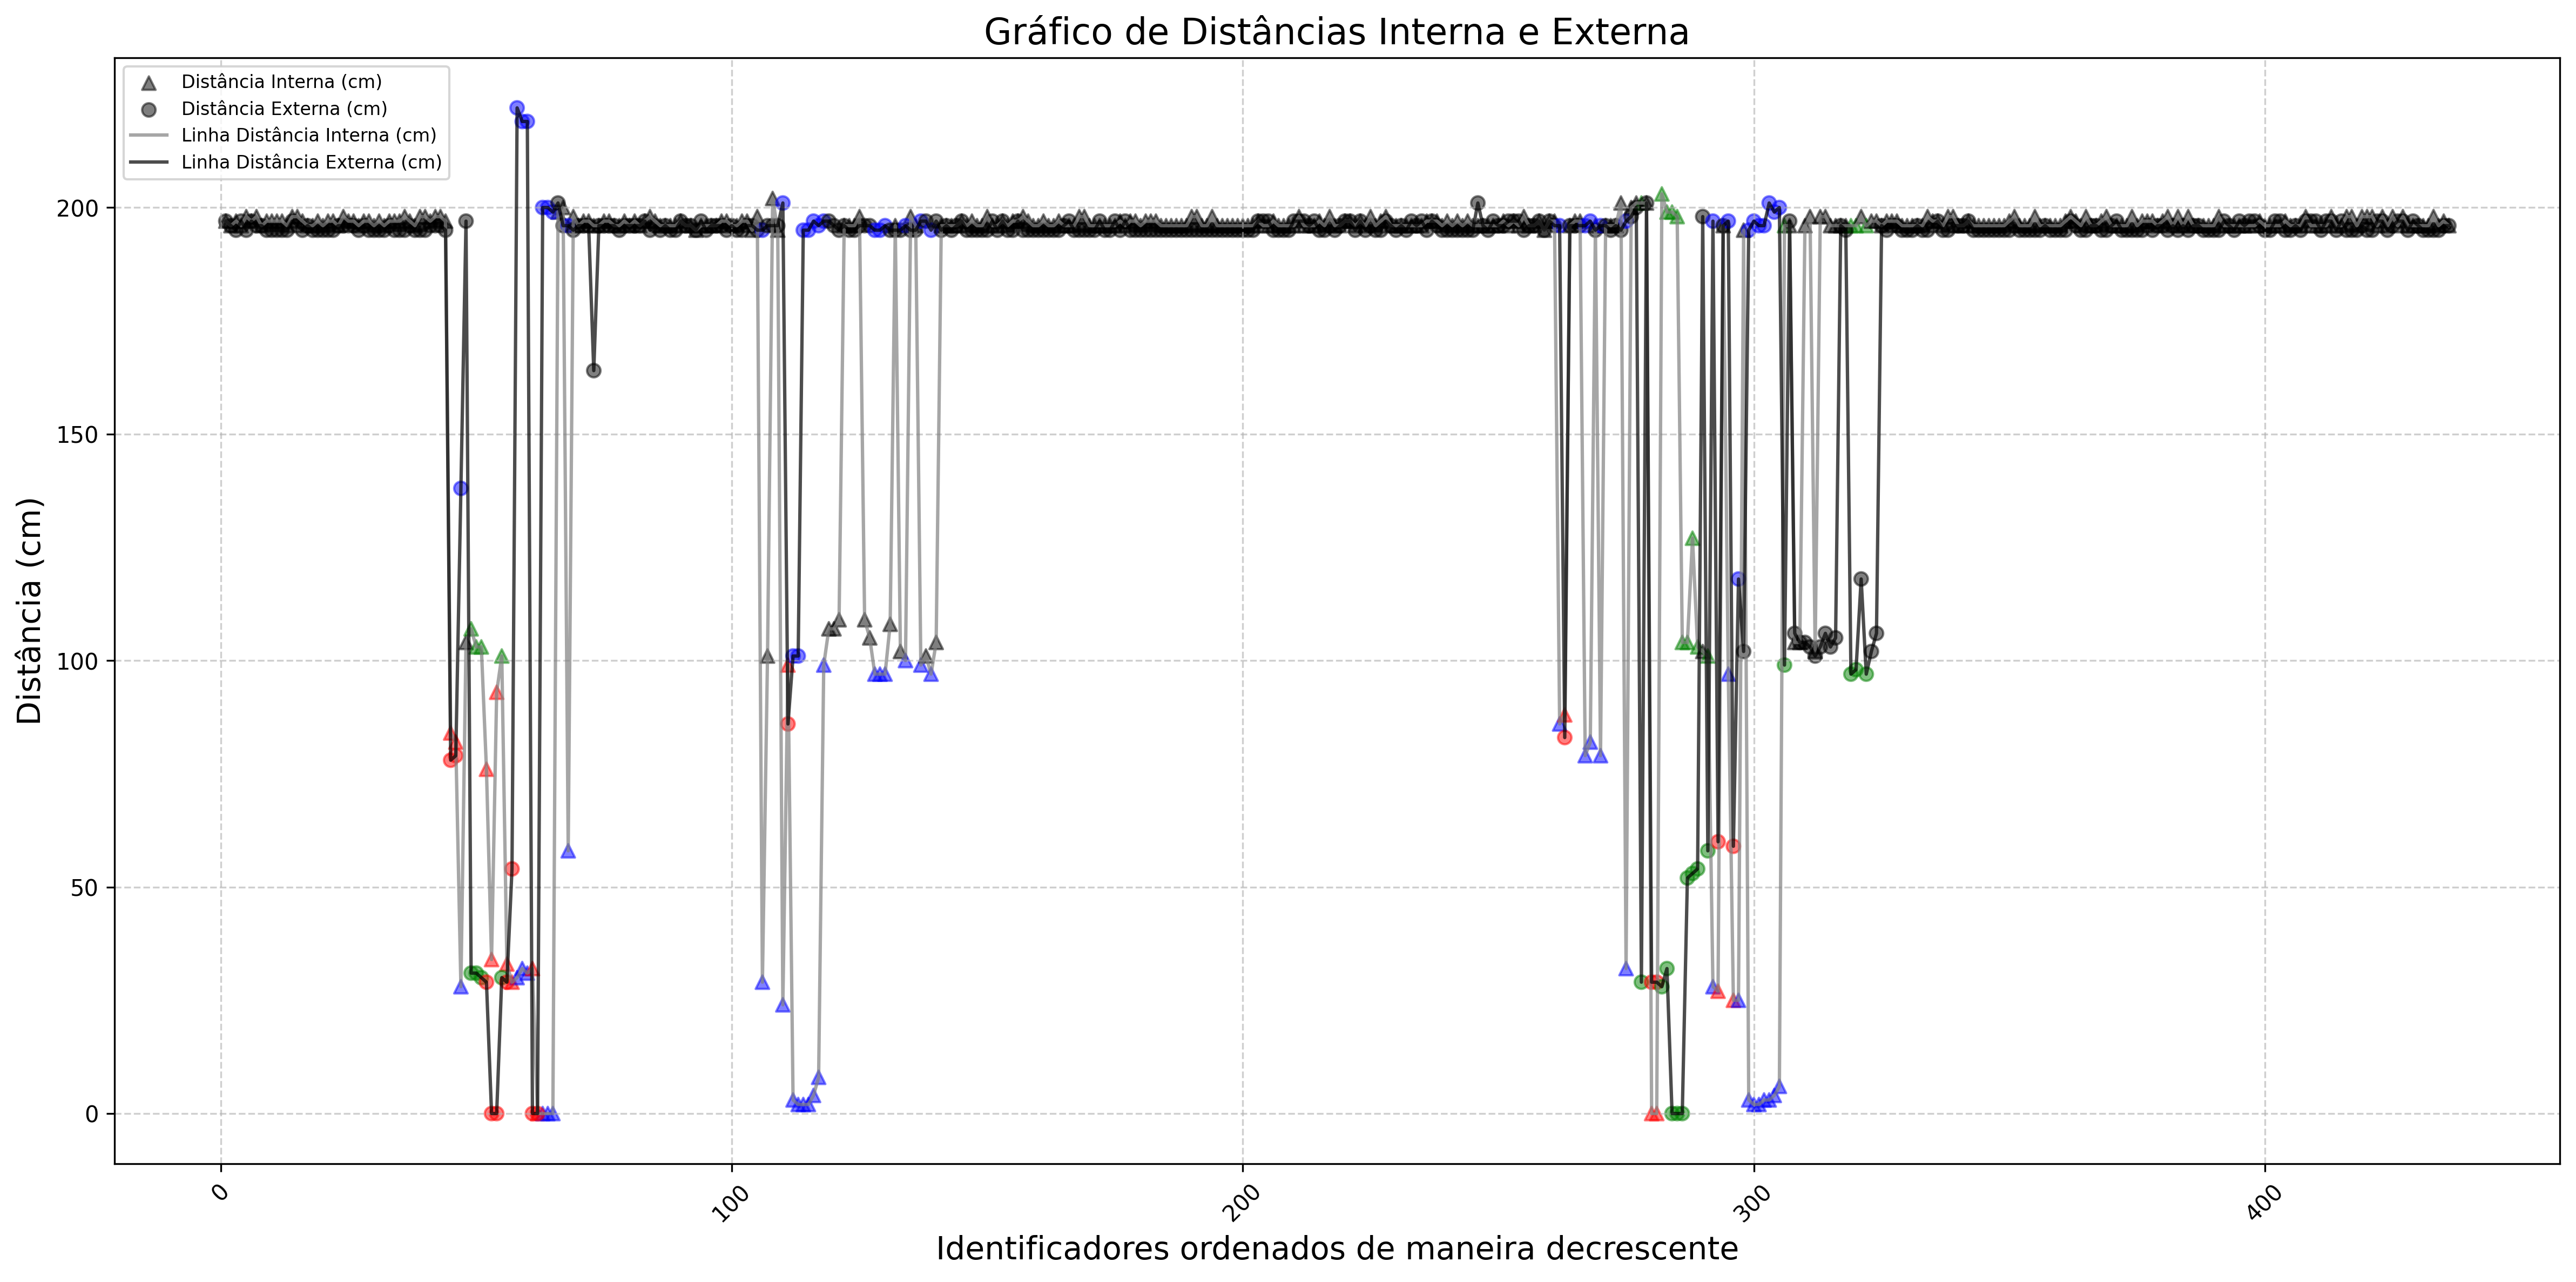 Gráfico de Distâncias Interna e Externa
Distância Interna (cm)
Distância Externa (cm)
Linha Distância Interna (cm)
Linha Distância Externa (cm)
Distância (cm)
200
150
100
50
0
0
100
200
300
400
Identificadores ordenados de maneira decrescente